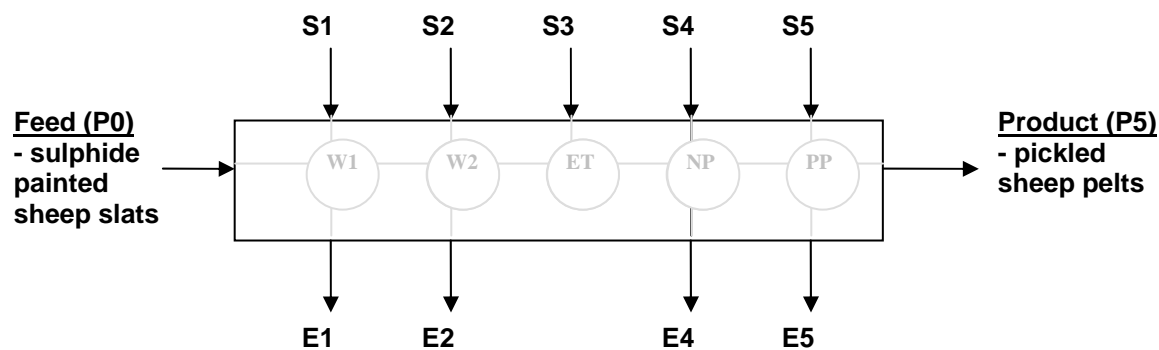 S1 S2 S3 S4 S5
Feed (P0)
- sulphide
painted
sheep slats
W1 W2 ET NP PP
Product (P5)
- pickled
sheep pelts
E1 E2 E4 E5